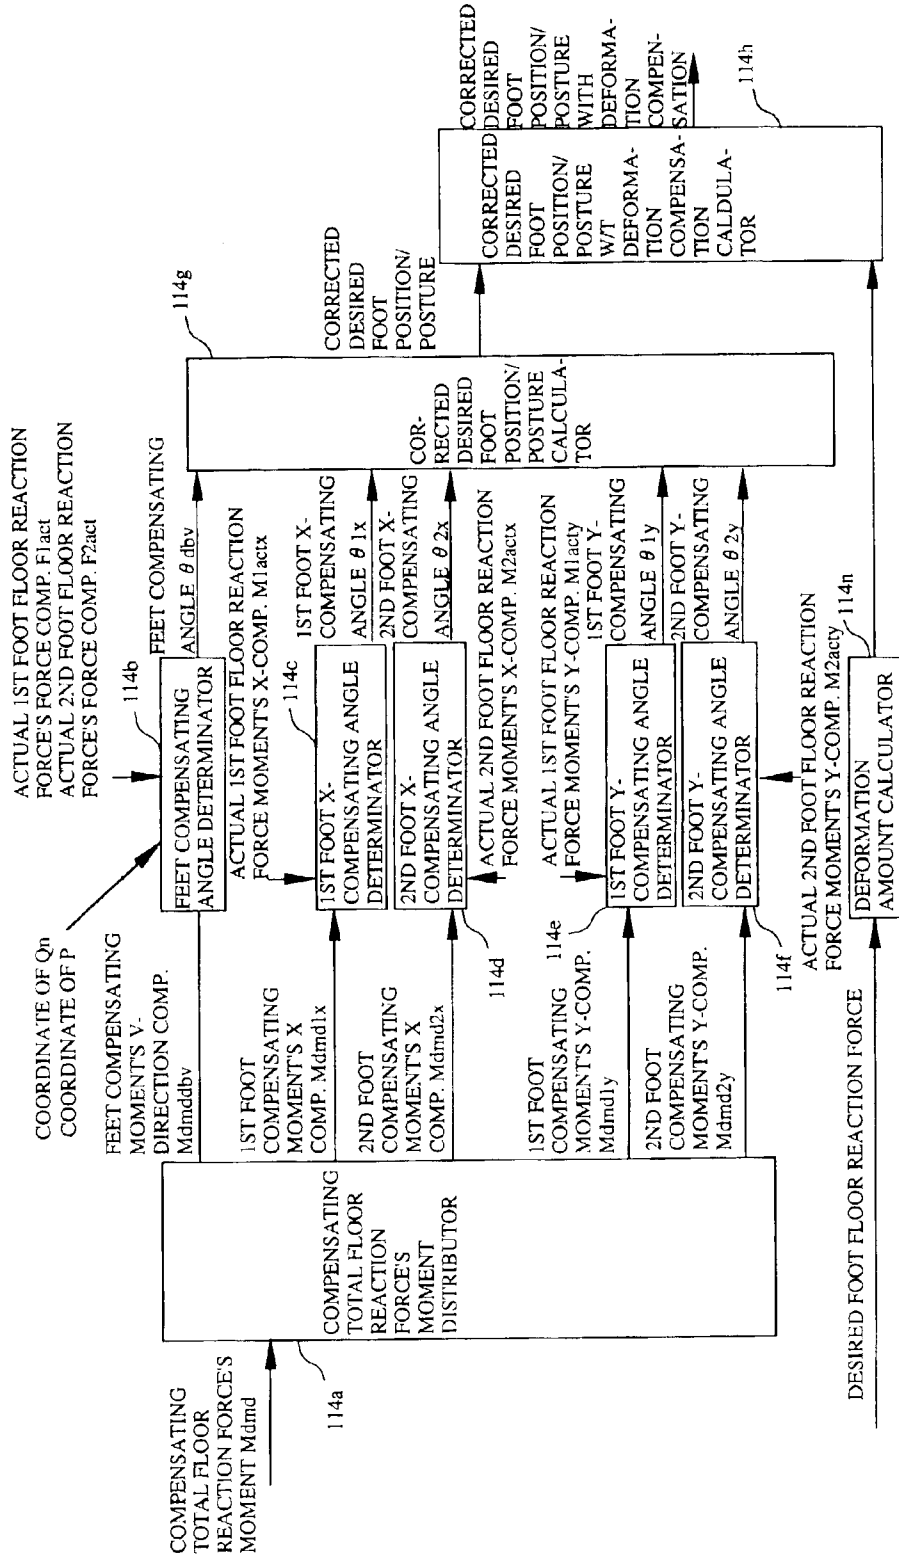 COMPENSATING
TOTAL FLOOR
REACTION FORCE'S
MOMENT Mdmd
114a
COMPENSATING
TOTAL FLOOR
REACTION
FORCE'S
MOMENT
DISTRIBUTOR
COORDINATE OF Qn
COORDINATE OF P
FEET COMPENSATING
MOMENT'S V-
DIRECTION COMP.
Mdmddbv
1ST FOOT
COMPENSATING
MOMENT'S X
COMP. Mdmd1x
2ND FOOT
COMPENSATING
MOMENT'S X
COMP. Mdmd2x
1ST FOOT
COMPENSATING
MOMENT'S Y-COMP.
Mdmd1y
2ND FOOT
COMPENSATING
MOMENT'S Y-COMP.
Mdmd2y
DESIRED FOOT FLOOR REACTION FORCE
ACTUAL 1ST FOOT FLOOR REACTION
FORCE'S FORCE COMP. F1act
ACTUAL 2ND FOOT FLOOR REACTION
FORCE'S FORCE COMP. F2act
114b
FEET COMPENSATING
ANGLE DETERMINATOR
ACTUAL 1ST FOOT FLOOR REACTION
FORCE MOMENT'S X-COMP. M1actx
114c
1ST FOOT X-
COMPENSATING ANGLE
DETERMINATOR
2ND FOOT X-
COMPENSATING ANGLE
DETERMINATOR
114d
ACTUAL 2ND FOOT FLOOR REACTION
FORCE MOMENT'S X-COMP. M2actx
ACTUAL 1ST FOOT FLOOR REACTION
FORCE MOMENT'S Y-COMP. M1acty
114e
1ST FOOT Y-
COMPENSATING ANGLE
DETERMINATOR
2ND FOOT Y-
COMPENSATING ANGLE
DETERMINATOR
114f
ACTUAL 2ND FOOT FLOOR REACTION
FORCE MOMENT'S Y-COMP. M2acty
114n
DEFORMATION
AMOUNT CALCULATOR
FEET COMPENSATING
ANGLE θ dbv
1ST FOOT X-
COMPENSATING
ANGLE θ 1x
2ND FOOT X-
COMPENSATING
ANGLE θ 2x
1ST FOOT Y-
COMPENSATING
ANGLE θ 1y
2ND FOOT Y-
COMPENSATING
ANGLE θ 2y
114g
COR-
RECTED
DESIRED
FOOT
POSITION/
POSTURE
CALCULA-
TOR
CORRECTED
DESIRED
FOOT
POSITION/
POSTURE
CORRECTED
DESIRED
FOOT
POSITION/
POSTURE
W/T
DEFORMA-
TION
COMPENSA-
TION
CALDULA-
TOR
114h
CORRECTED
DESIRED
FOOT
POSITION/
POSTURE
WITH
DEFORMA-
TION
COMPEN-
SATION